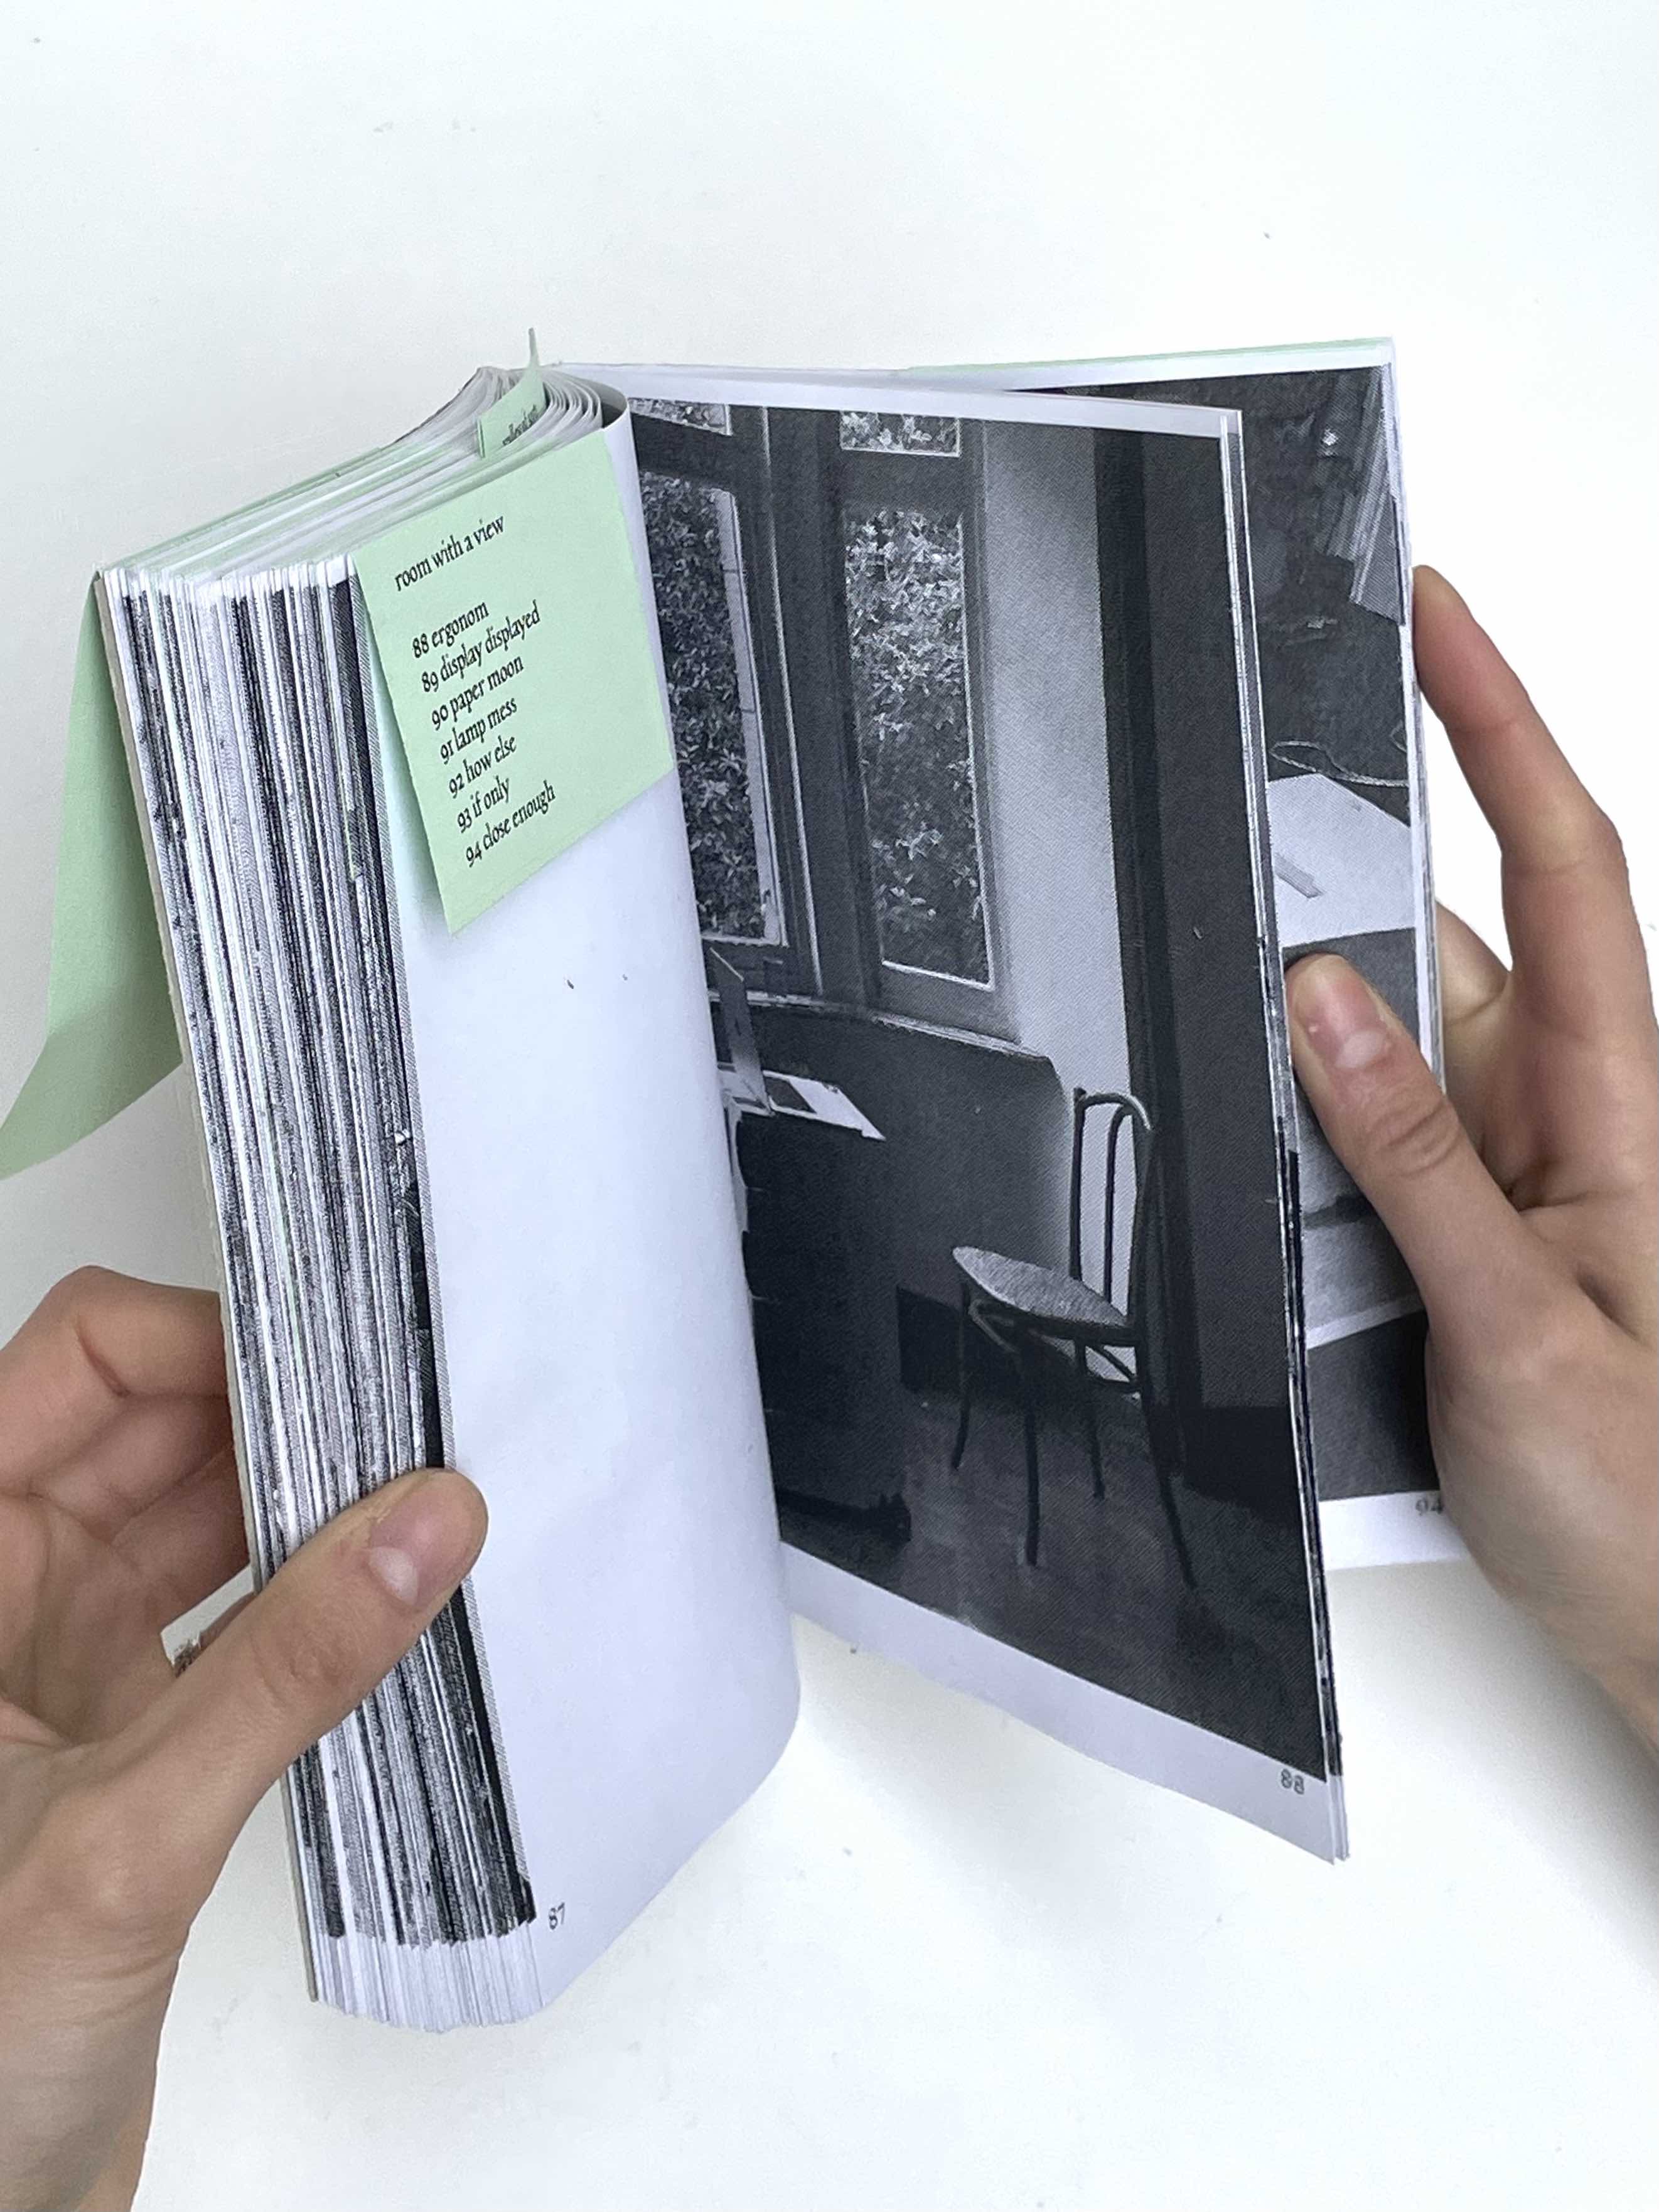 room with a view
88 ergonom
89 display displayed
90 paper moon
91 lamp mess
92 how else
93 if only
94 close enough
87
88
94